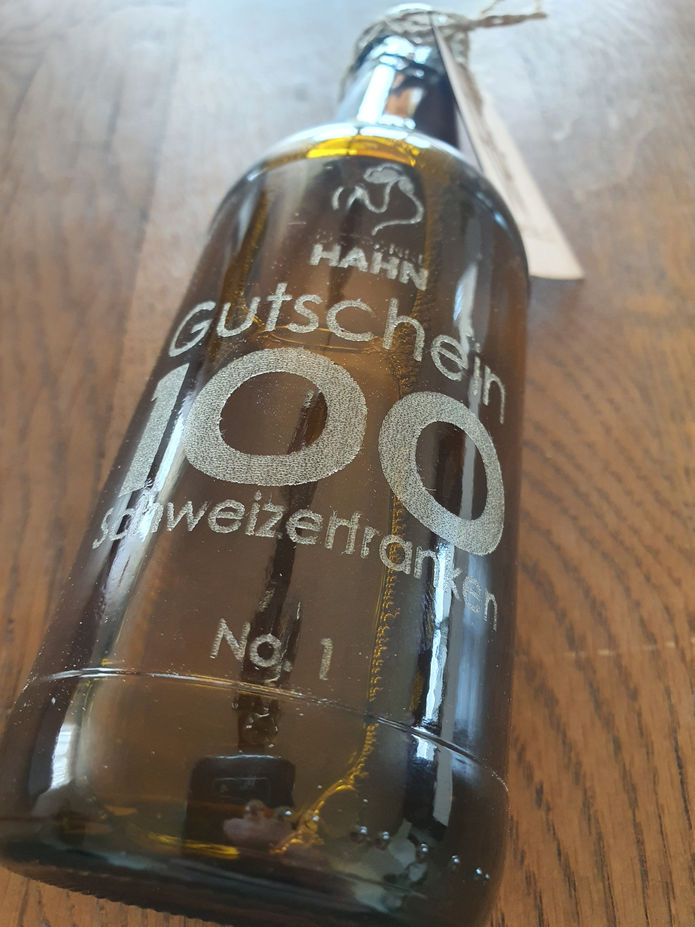 HAHN
Gutschein
100
schweizerfranken
No. 1